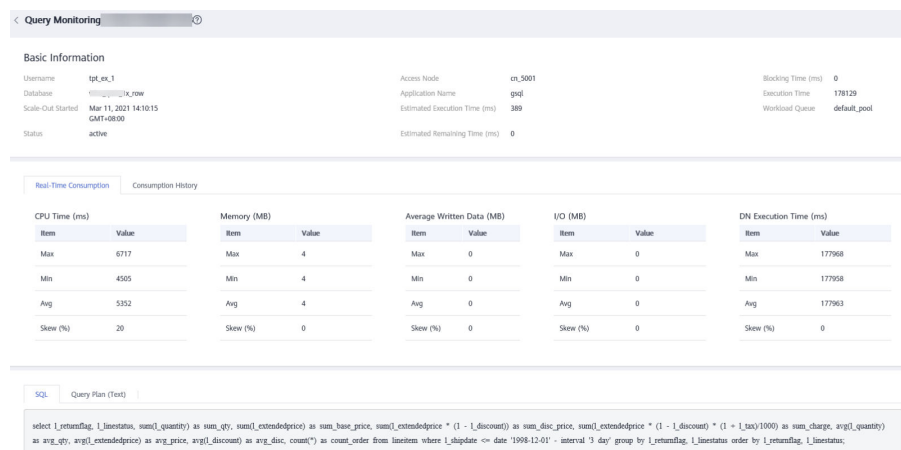 Query Monitoring
Basic Information
Username tpt_ex_1 Access Node cn_5001 Blocking Time (ms) 0
Database x_row Application Name gsql Execution Time 178129
Scale-Out Started Mar 11, 2021 14:10:15 Estimated Execution Time (ms) 389 Workload Queue default_pool
GMT+08:00
Status active Estimated Remaining Time (ms) 0
Real-Time Consumption Consumption History
CPU Time (ms) Memory (MB) Average Written Data (MB) I/O (MB) DN Execution Time (ms)
Item Value Item Value Item Value Item Value Item Value
Max 6717 Max 4 Max 0 Max 0 Max 177968
Min 4505 Min 4 Min 0 Min 0 Min 177958
Avg 5352 Avg 4 Avg 0 Avg 0 Avg 177963
Skew (%) 20 Skew (%) 0 Skew (%) 0 Skew (%) 0 Skew (%) 0
SQL Query Plan (Text)
select l_returnflag, l_linestatus, sum(l_quantity) as sum_qty, sum(l_extendedprice) as sum_base_price, sum(l_extendedprice * (1 - l_discount)) as sum_disc_price, sum(l_extendedprice * (1 - l_discount) * (1 + l_tax)/1000) as sum_charge, avg(l_quantity)
as avg_qty, avg(l_extendedprice) as avg_price, avg(l_discount) as avg_disc, count(*) as count_order from lineitem where l_shipdate <= date '1998-12-01' - interval '3 day' group by l_returnflag, l_linestatus order by l_returnflag, l_linestatus;